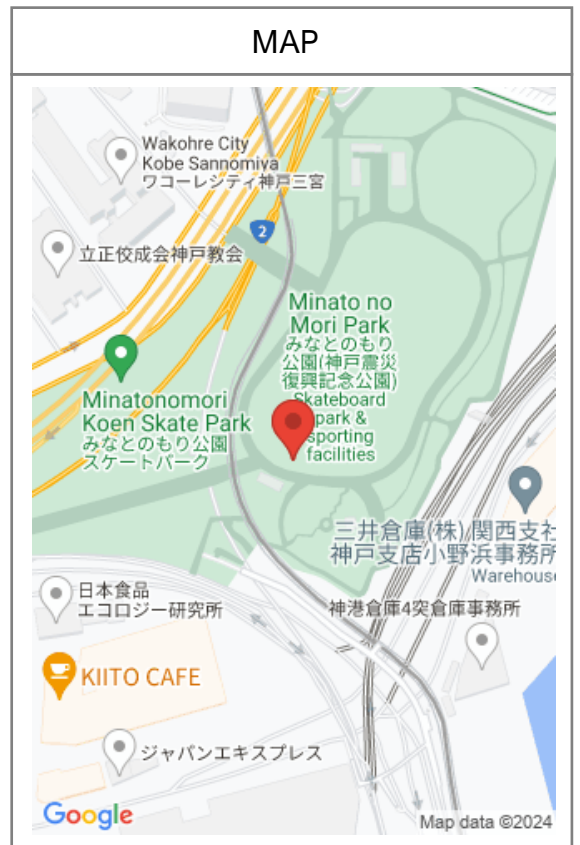 MAP
Wakohre City
Kobe Sannomiya
ワコーレシティ神戸三宮
2
立正佼成会神戸教会
Minato no
Mori Park
みなとのもり
公園(神戸震災
復興記念公園)
Skateboard
park &
sporting
facilities
Minatonomori
Koen Skate Park
みなとのもり公園
スケートパーク
三井倉庫(株) 関西支社
神戸支店小野浜事務所
Warehouse
日本食品
エコロジー研究所
神港倉庫4突倉庫事務所
KIITO CAFE
ジャパンエキスプレス
Google
Map data ©2024